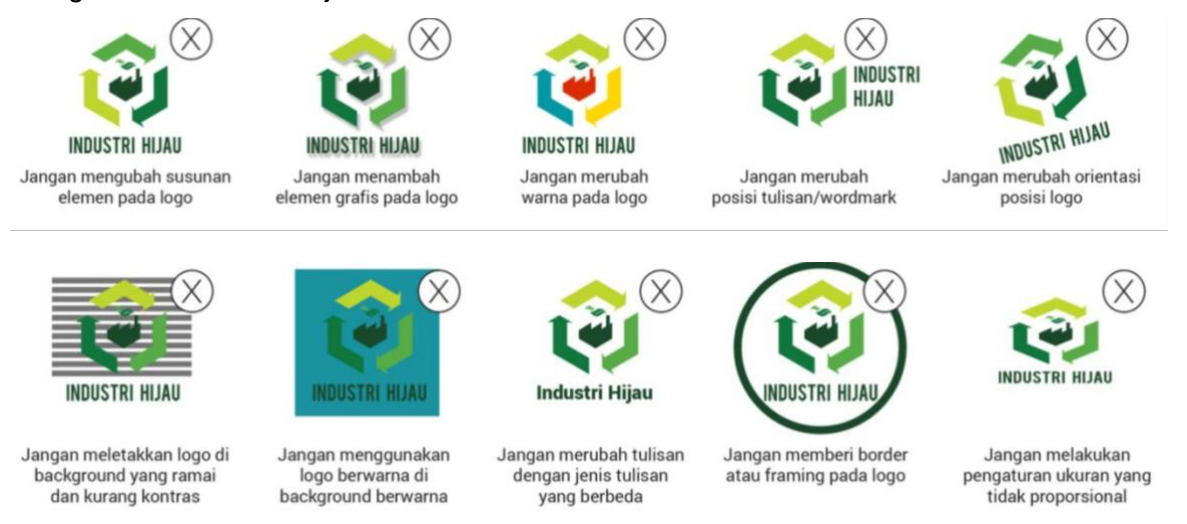 X
X
X
X
X
INDUSTRI HIJAU
INDUSTRI HIJAU
INDUSTRI HIJAU
INDUSTRI
HIJAU
INDUSTRI HIJAU
Jangan mengubah susunan
elemen pada logo
Jangan menambah
elemen grafis pada logo
Jangan merubah
warna pada logo
Jangan merubah
posisi tulisan/wordmark
Jangan merubah orientasi
posisi logo
X
X
X
X
X
INDUSTRI HIJAU
INDUSTRI HIJAU
Industri Hijau
INDUSTRI HIJAU
INDUSTRI HIJAU
Jangan meletakkan logo di
background yang ramai
dan kurang kontras
Jangan menggunakan
logo berwarna di
background berwarna
Jangan merubah tulisan
dengan jenis tulisan
yang berbeda
Jangan memberi border
atau framing pada logo
Jangan melakukan
pengaturan ukuran yang
tidak proporsional